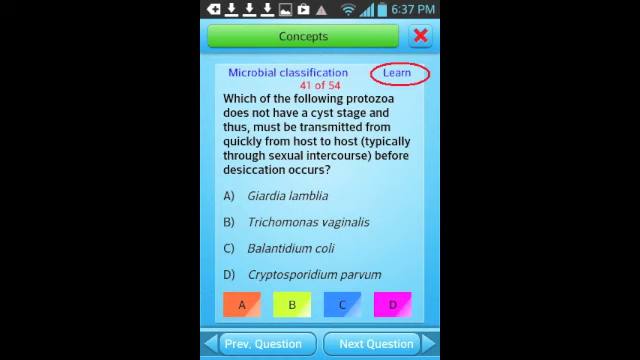 6:37 PM
Concepts
Microbial classification Learn
41 of 54
Which of the following protozoa
does not have a cyst stage and
thus, must be transmitted from
quickly from host to host (typically
through sexual intercourse) before
desiccation occurs?
A) Giardia lamblia
B) Trichomonas vaginalis
C) Balantidium coli
D) Cryptosporidium parvum
A B C D
Prev, Question Next Question